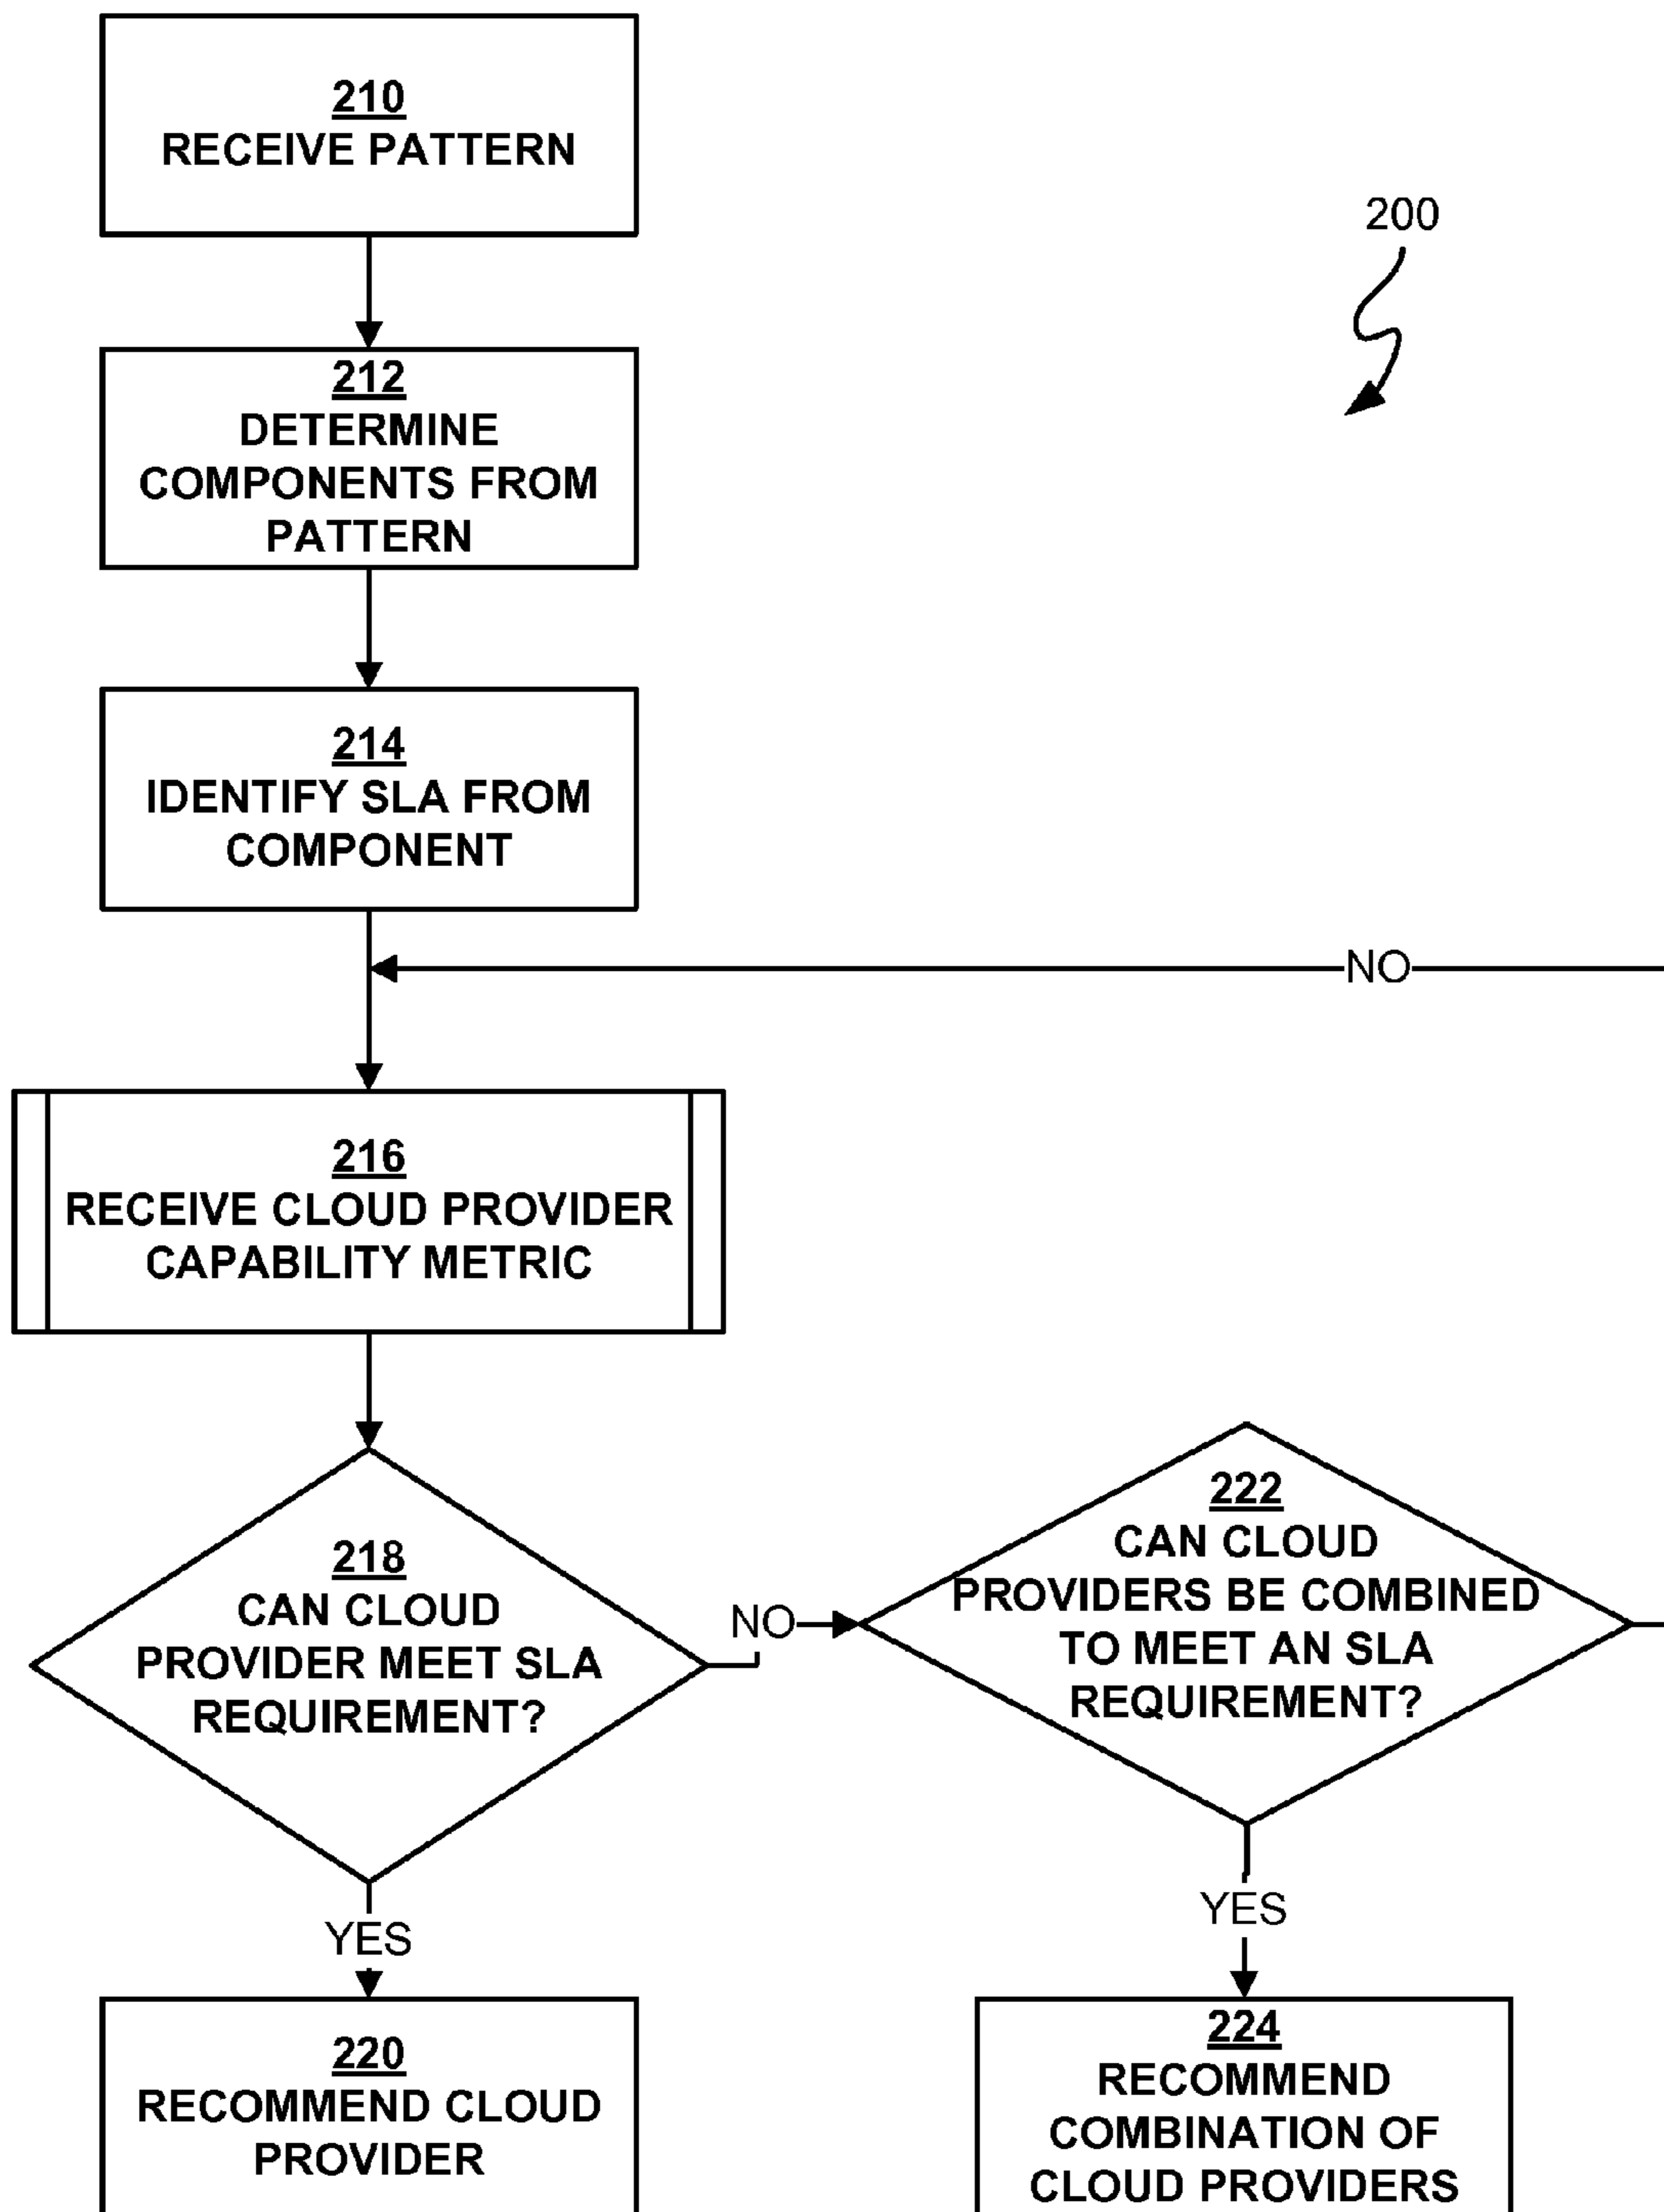 210
RECEIVE PATTERN
200
212
DETERMINE
COMPONENTS FROM
PATTERN
214
IDENTIFY SLA FROM
COMPONENT
NO
216
RECEIVE CLOUD PROVIDER
CAPABILITY METRIC
218
CAN CLOUD
PROVIDER MEET SLA
REQUIREMENT?
NO
222
CAN CLOUD
PROVIDERS BE COMBINED
TO MEET AN SLA
REQUIREMENT?
YES
YES
220
RECOMMEND CLOUD
PROVIDER
224
RECOMMEND
COMBINATION OF
CLOUD PROVIDERS